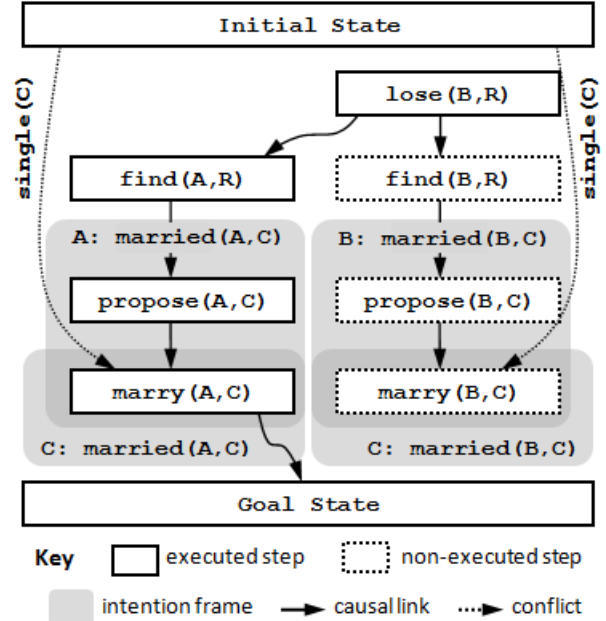 Initial State
single(C)
single(C)
lose(B,R)
find(A,R)
find(B,R)
A: married(A,C)
B: married(B,C)
propose(A,C)
propose(B,C)
marry(A,C)
marry(B,C)
C: married(A,C)
C: married(B,C)
Goal State
Key
executed step
non-executed step
intention frame
causal link
conflict